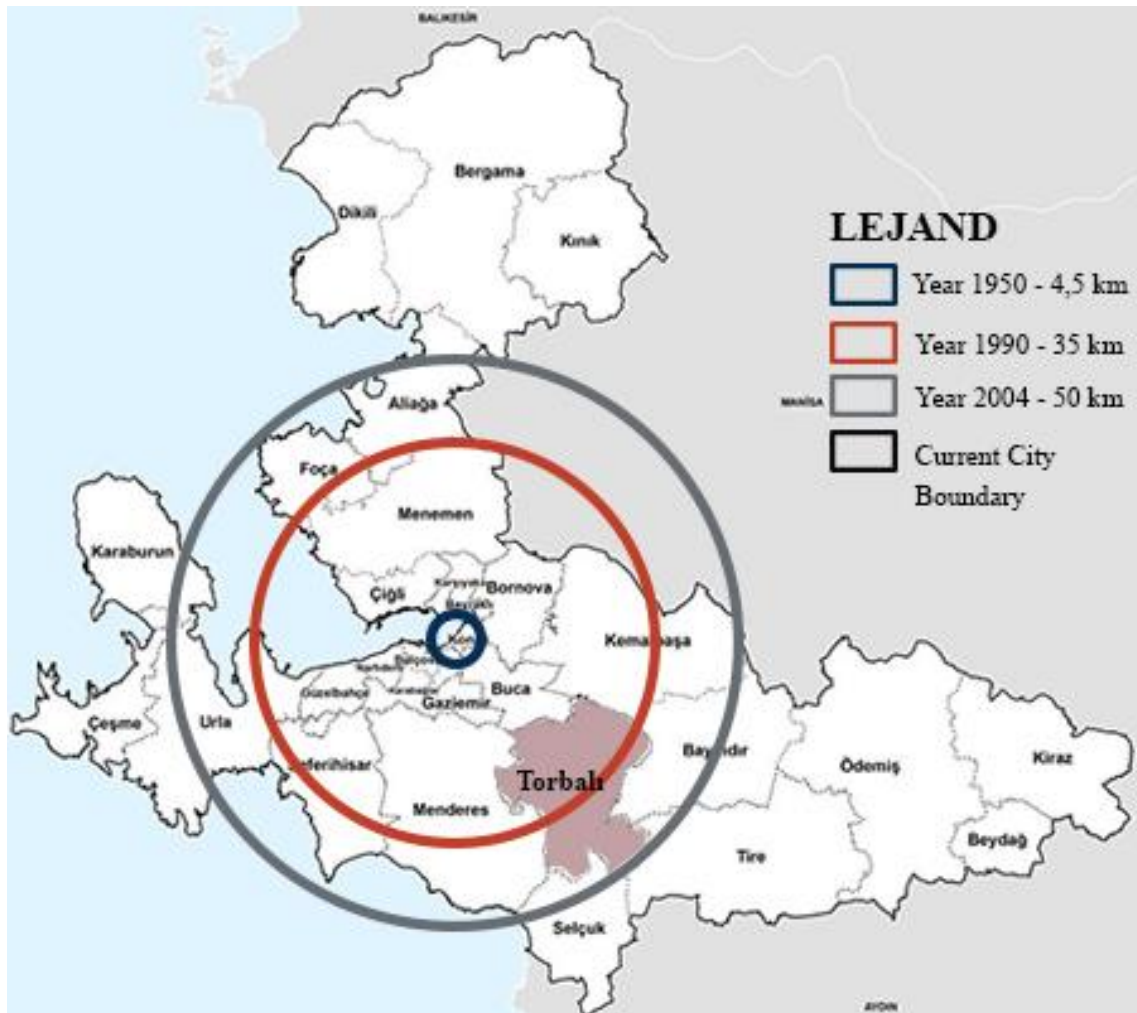 BALIKESİR
Bergama
Dikili
Kınık
LEJAND
Year 1950 - 4,5 km
Year 1990 - 35 km
MANİSA
Year 2004 - 50 km
Current City
Boundary
Aliağa
Foça
Menemen
Karaburun
Çiğli
Bornova
Kemalpaşa
Buca
Güzelbahçe
Gaziemir
Çeşme
Urla
Seferihisar
Menderes
Torbalı
Bayındır
Ödemiş
Kiraz
Beydağ
Tire
Selçuk
AYDIN